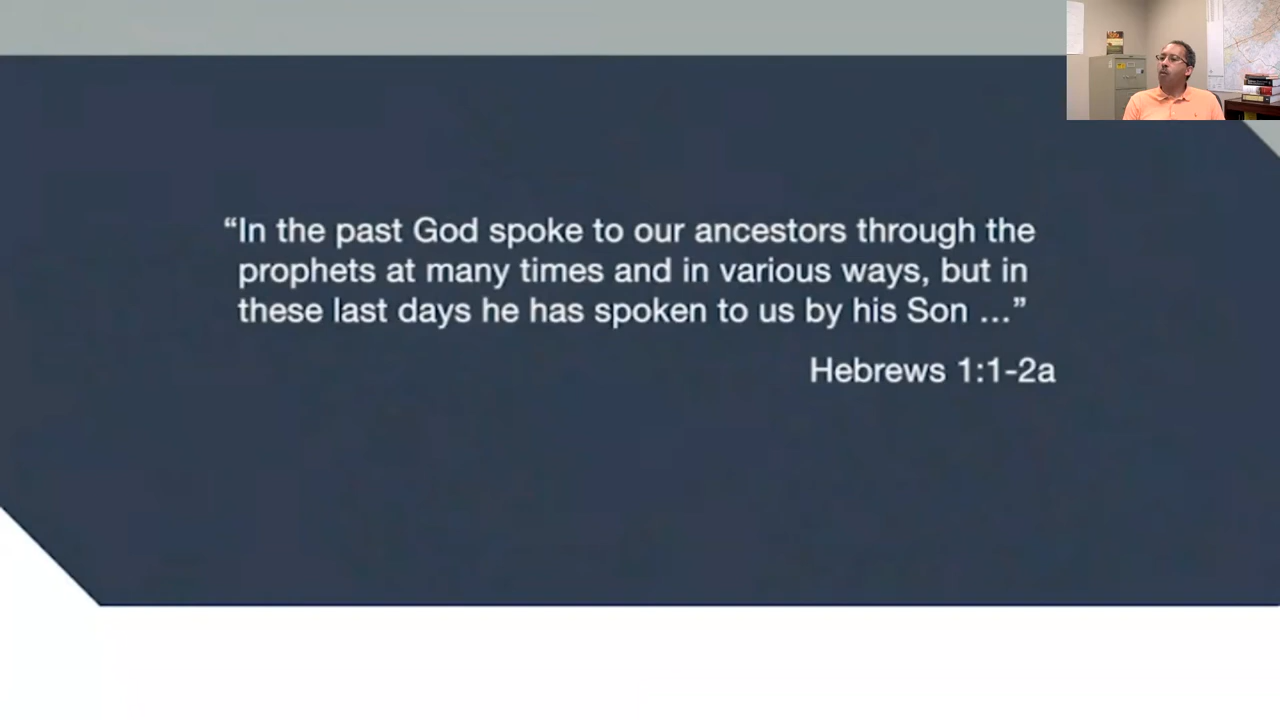 “In the past God spoke to our ancestors through the
prophets at many times and in various ways, but in
these last days he has spoken to us by his Son ...”
Hebrews 1:1-2a